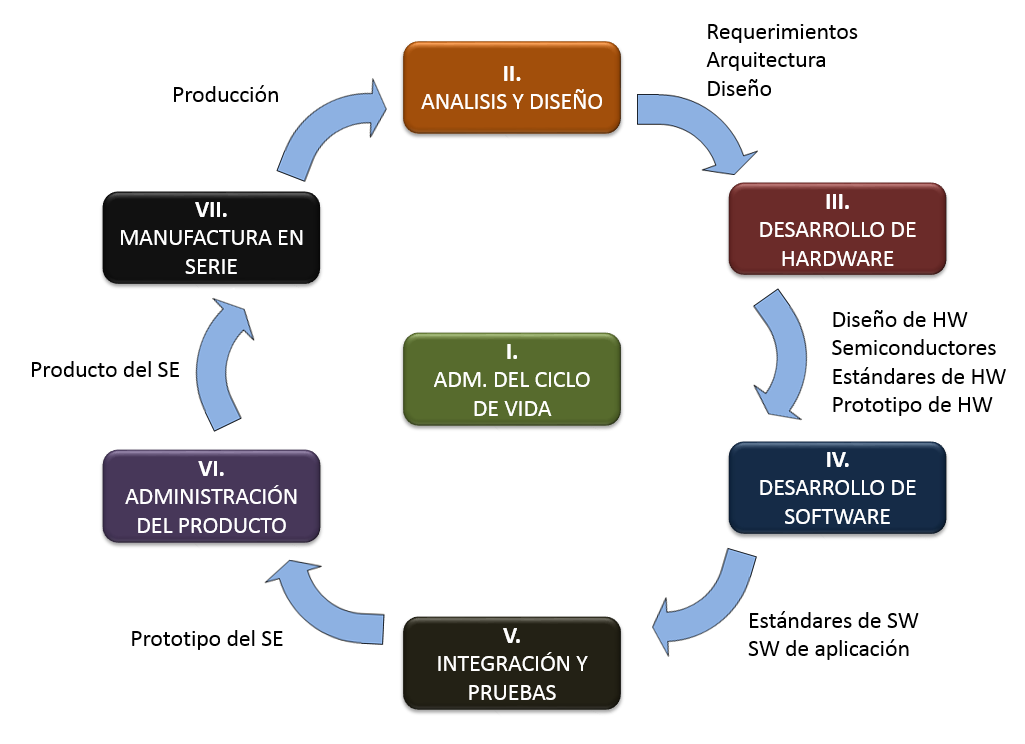 II.
ANALISIS Y DISEÑO
Requerimientos
Arquitectura
Diseño
III.
DESARROLLO DE
HARDWARE
Diseño de HW
Semiconductores
Estándares de HW
Prototipo de HW
IV.
DESARROLLO DE
SOFTWARE
Estándares de SW
SW de aplicación
V.
INTEGRACIÓN Y
PRUEBAS
Prototipo del SE
VI.
ADMINISTRACIÓN
DEL PRODUCTO
Producto del SE
VII.
MANUFACTURA EN
SERIE
Producción
I.
ADM. DEL CICLO
DE VIDA